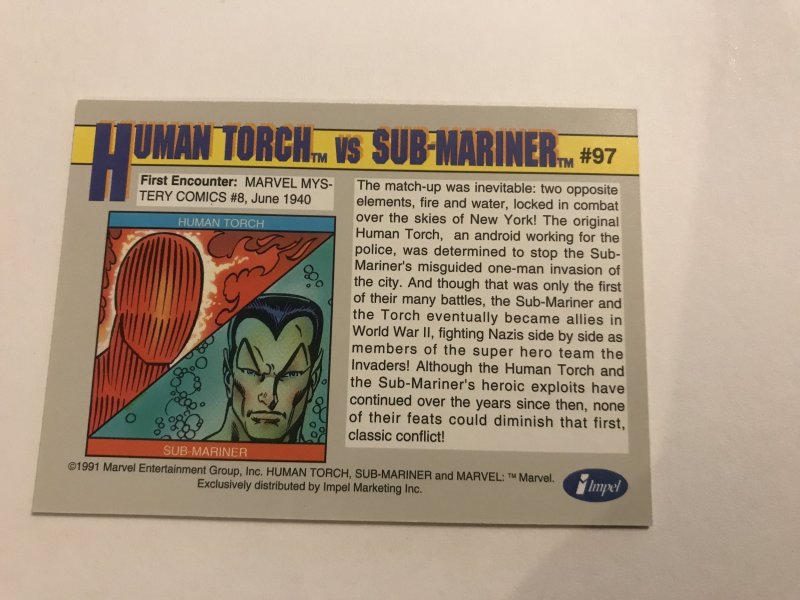 HUMAN TORCH™ VS SUB-MARINER™ #97
First Encounter: MARVEL MYS-
TERY COMICS #8, June 1940
HUMAN TORCH
SUB-MARINER
The match-up was inevitable: two opposite
elements, fire and water, locked in combat
over the skies of New York! The original
Human Torch, an android working for the
police, was determined to stop the Sub-
Mariner's misguided one-man invasion of
the city. And though that was only the first
of their many battles, the Sub-Mariner and
the Torch eventually became allies in
World War II, fighting Nazis side by side as
members of the super hero team the
Invaders! Although the Human Torch and
the Sub-Mariner's heroic exploits have
continued over the years since then, none
of their feats could diminish that first,
classic conflict!
©1991 Marvel Entertainment Group, Inc. HUMAN TORCH, SUB-MARINER and MARVEL: ™ Marvel.
Exclusively distributed by Impel Marketing Inc.
Impel